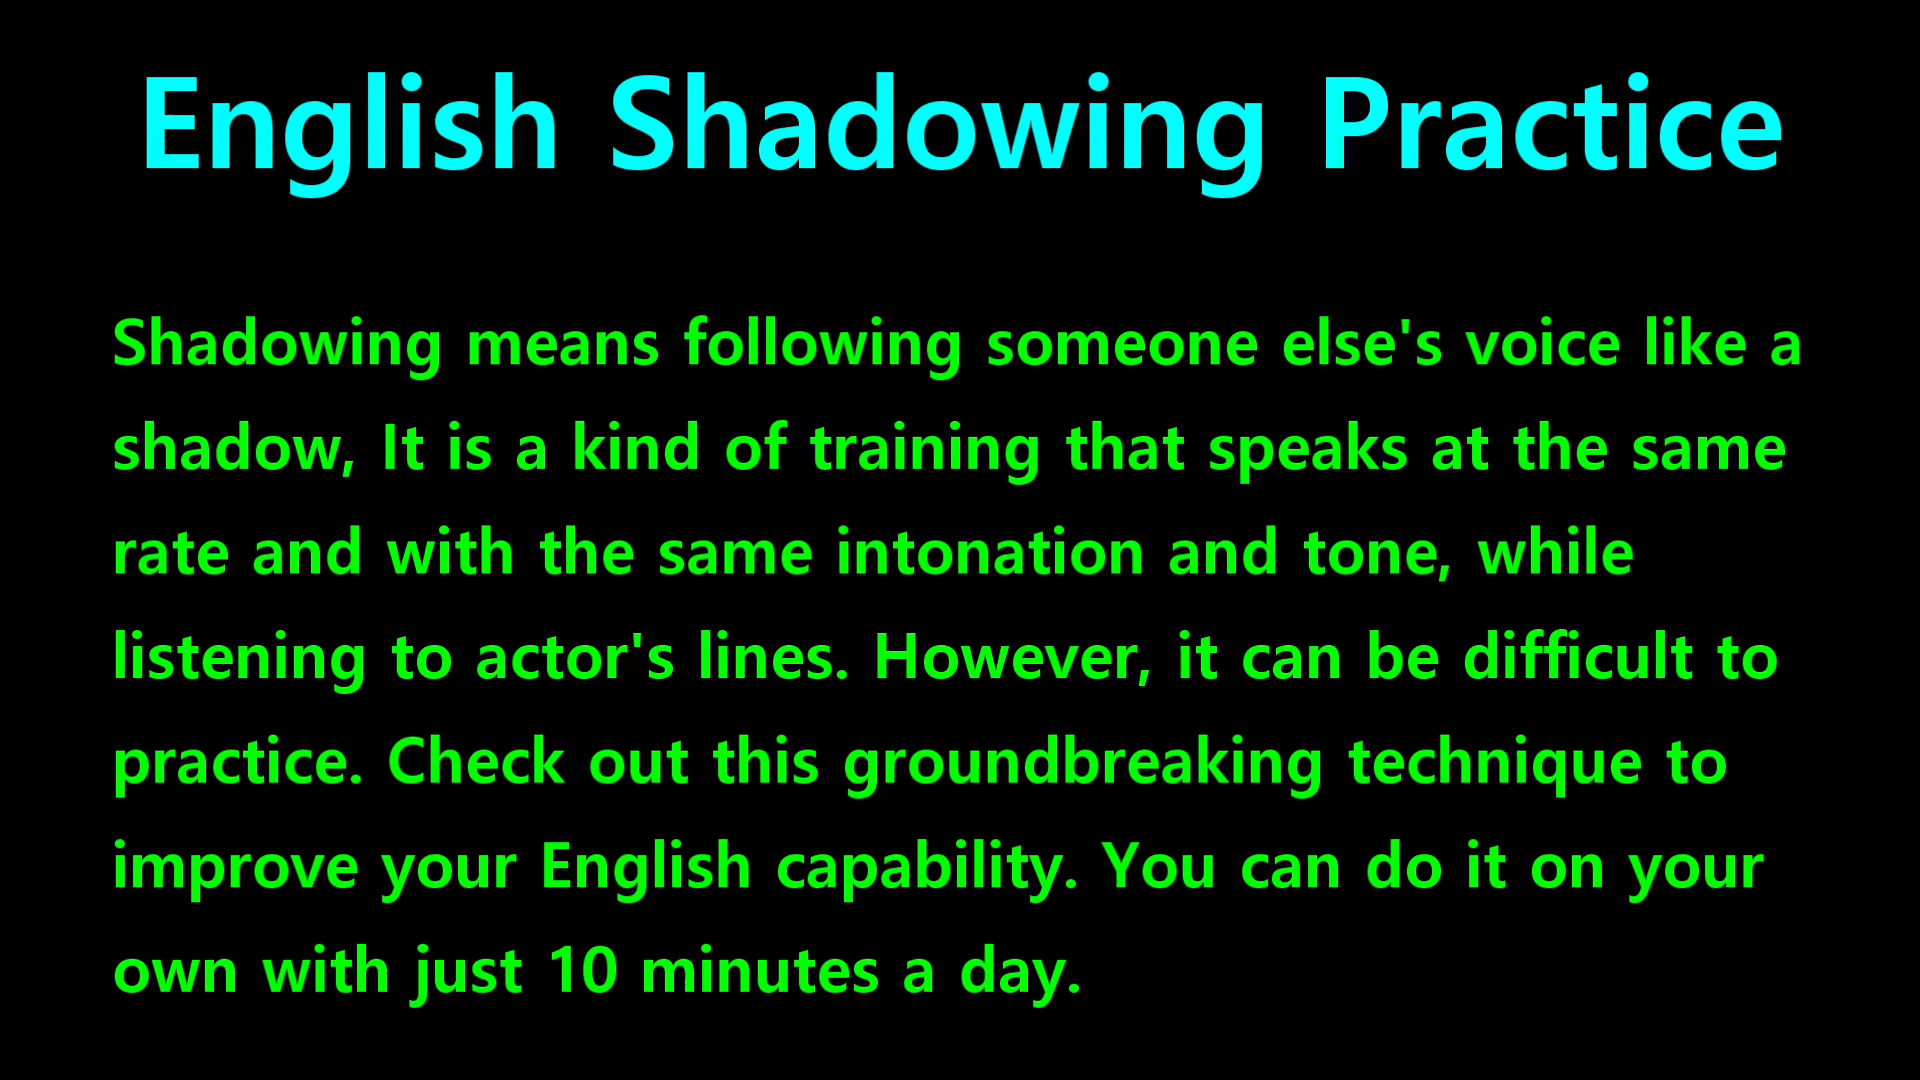 English Shadowing Practice
Shadowing means following someone else's voice like a
shadow, It is a kind of training that speaks at the same
rate and with the same intonation and tone, while
listening to actor's lines. However, it can be difficult to
practice. Check out this groundbreaking technique to
improve your English capability. You can do it on your
own with just 10 minutes a day.